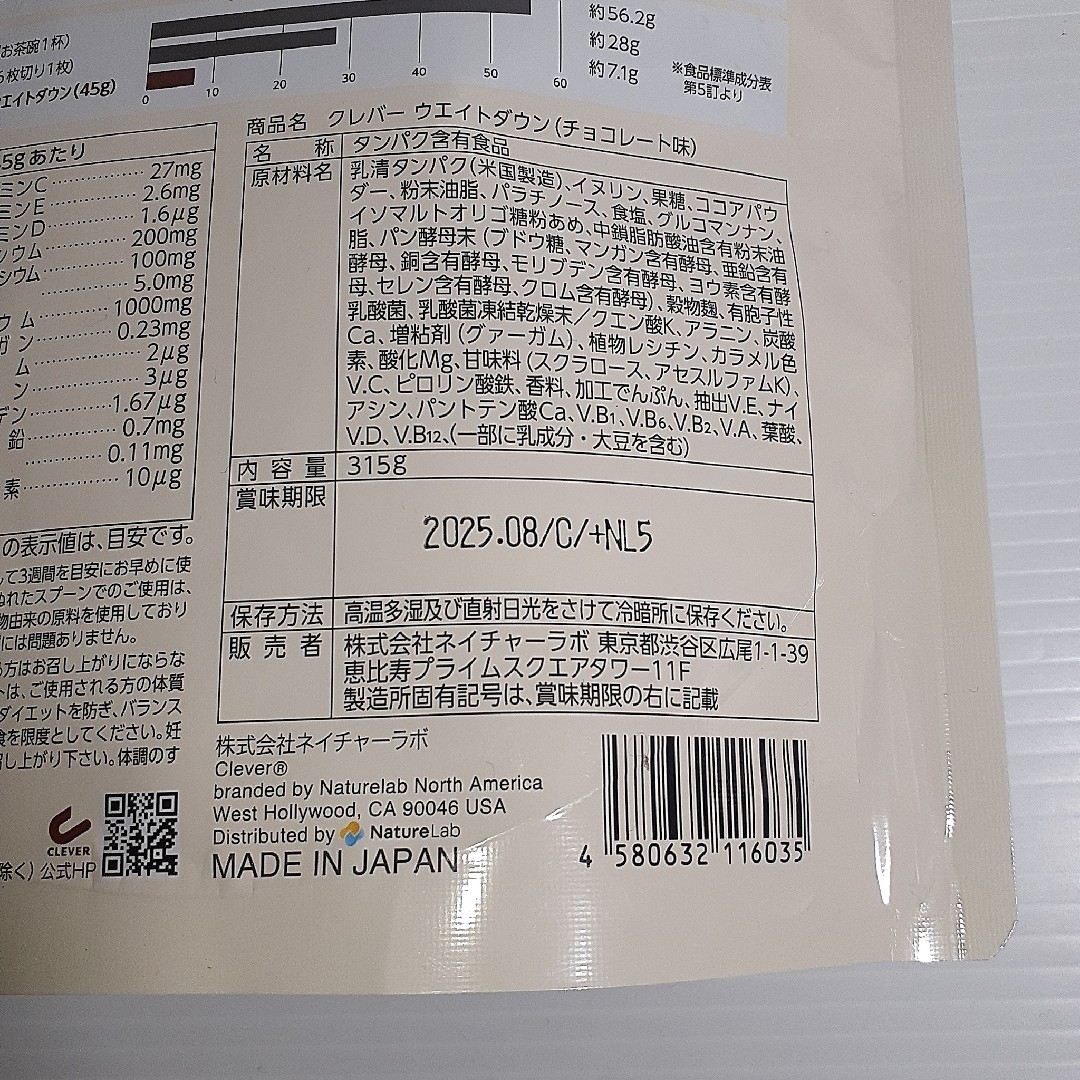 お茶碗1杯)
約56.2g
6枚切り1枚)
約28g
エイトダウン(45g)
約7.1g
0 10 20 30 40 50 60
※食品標準成分表
第5訂より
商品名 クレバー ウエイトダウン(チョコレート味)
名称 タンパク含有食品
原材料名 乳清タンパク(米国製造)、イヌリン、果糖、ココアパウ
ダー、粉末油脂、パラチノース、食塩、グルコマンナン、
イソマルトオリゴ糖粉あめ、中鎖脂肪酸油含有粉末油
脂、パン酵母末(ブドウ糖、マンガン含有酵母、亜鉛含有
酵母、銅含有酵母、モリブデン含有酵母、ヨウ素含有酵
母、セレン含有酵母、クロム含有酵母)、穀物麹、有胞子性
乳酸菌、乳酸菌凍結乾燥末/クエン酸K、アラニン、炭酸
Ca、増粘剤(グァーガム)、植物レシチン、カラメル色
素、酸化Mg、甘味料(スクラロース、アセスルファムK)、
V.C、ピロリン酸鉄、香料、加工でんぷん、抽出V.E、ナイ
アシン、パントテン酸Ca、V.B1、V.B6、V.B2、V.A、葉酸、
V.D、V.B12、(一部に乳成分・大豆を含む)
内容量 315g
賞味期限
2025.08/C/+NL5
保存方法 高温多湿及び直射日光をさけて冷暗所に保存ください。
販売者 株式会社ネイチャーラボ 東京都渋谷区広尾1-1-39
恵比寿プライムスクエアタワー11F
製造所固有記号は、賞味期限の右に記載
5gあたり
ミンC 27mg
ミンE 2.6mg
ミンD 1.6μg
シウム 200mg
シウム 100mg
5.0mg
ウム 1000mg
ガン 0.23mg
ム 2μg
ン 3μg
デン 1.67μg
鉛 0.7mg
0.11mg
素 10μg
の表示値は、目安です。
して3週間を目安にお早めに使
ぬれたスプーンでのご使用は、
物由来の原料を使用しており
には問題ありません。
る方はお召し上がりにならな
トは、ご使用される方の体質
ダイエットを防ぎ、バランス
食を限度としてください。妊
召し上がり下さい。体調のす
CLEVER
除く) 公式HP
株式会社ネイチャーラボ
Clever®
branded by Naturelab North America
West Hollywood, CA 90046 USA
Distributed by NatureLab
MADE IN JAPAN
4 580632 116035